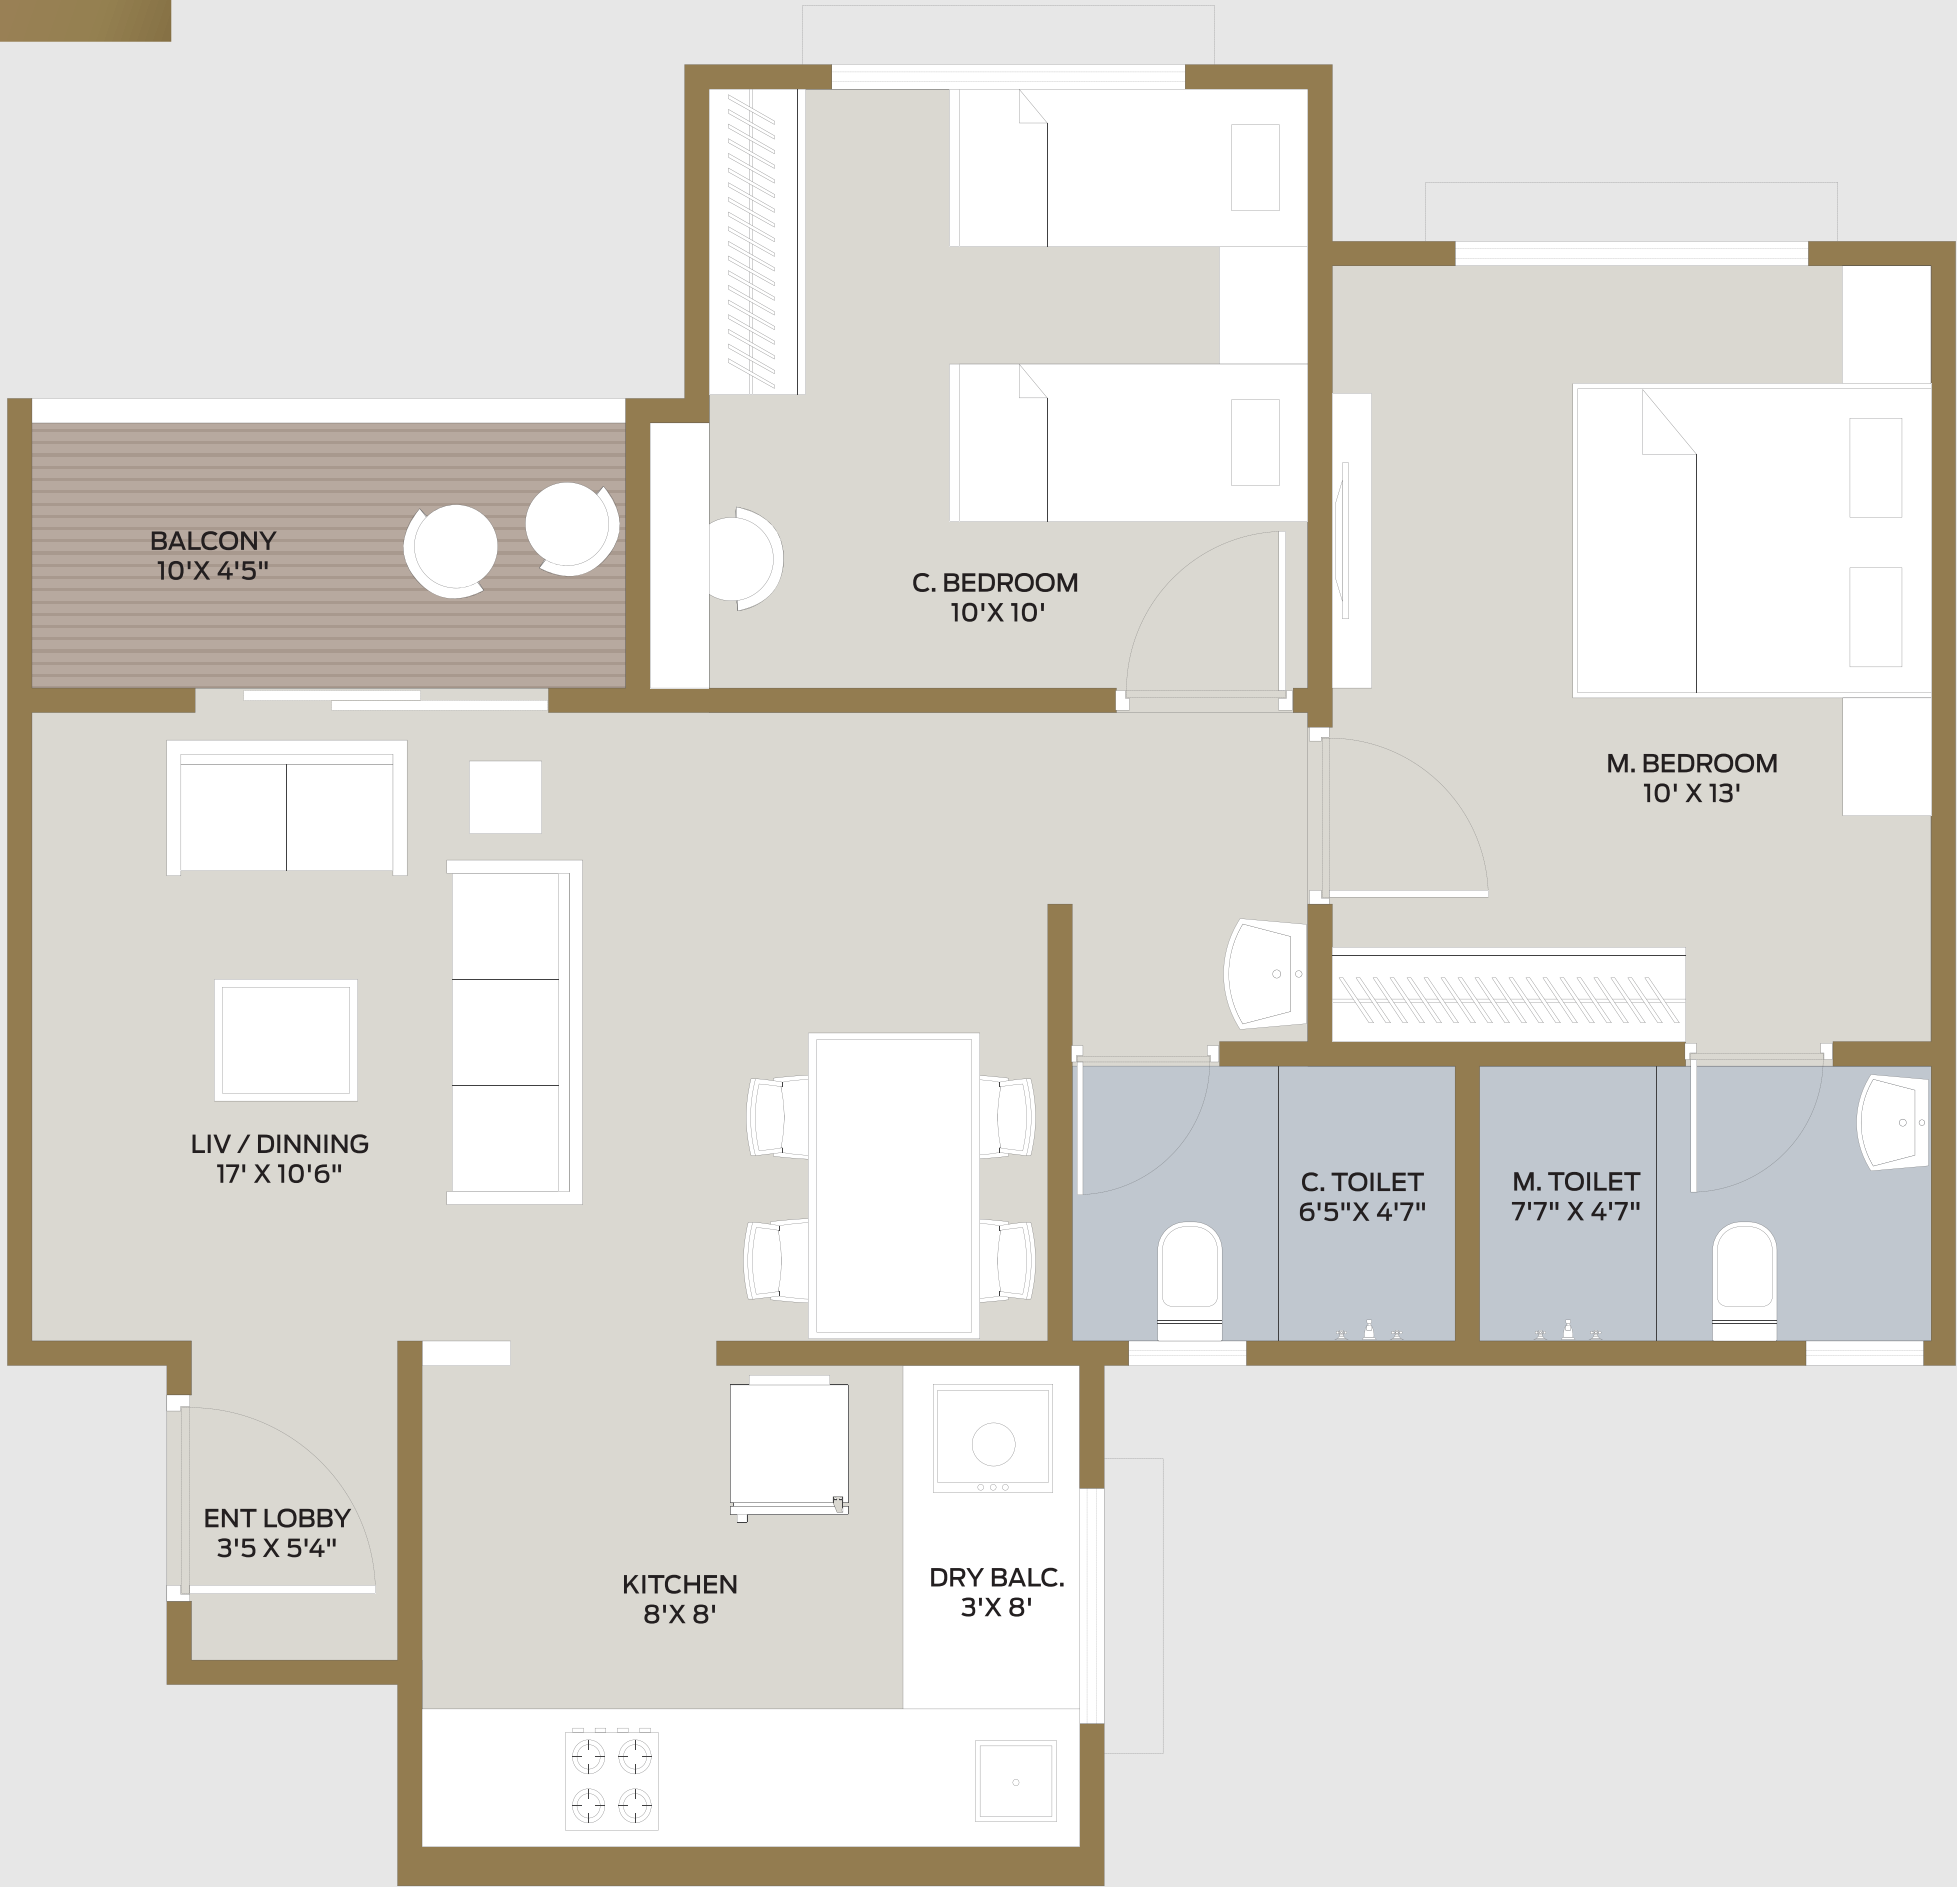 BALCONY
10'X 4'5"
C. BEDROOM
10'X 10'
M. BEDROOM
10' X 13'
LIV / DINNING
17' X 10'6"
C. TOILET
6'5"X 4'7"
M. TOILET
7'7" X 4'7"
ENT LOBBY
3'5 X 5'4"
KITCHEN
8'X 8'
DRY BALC.
3'X 8'